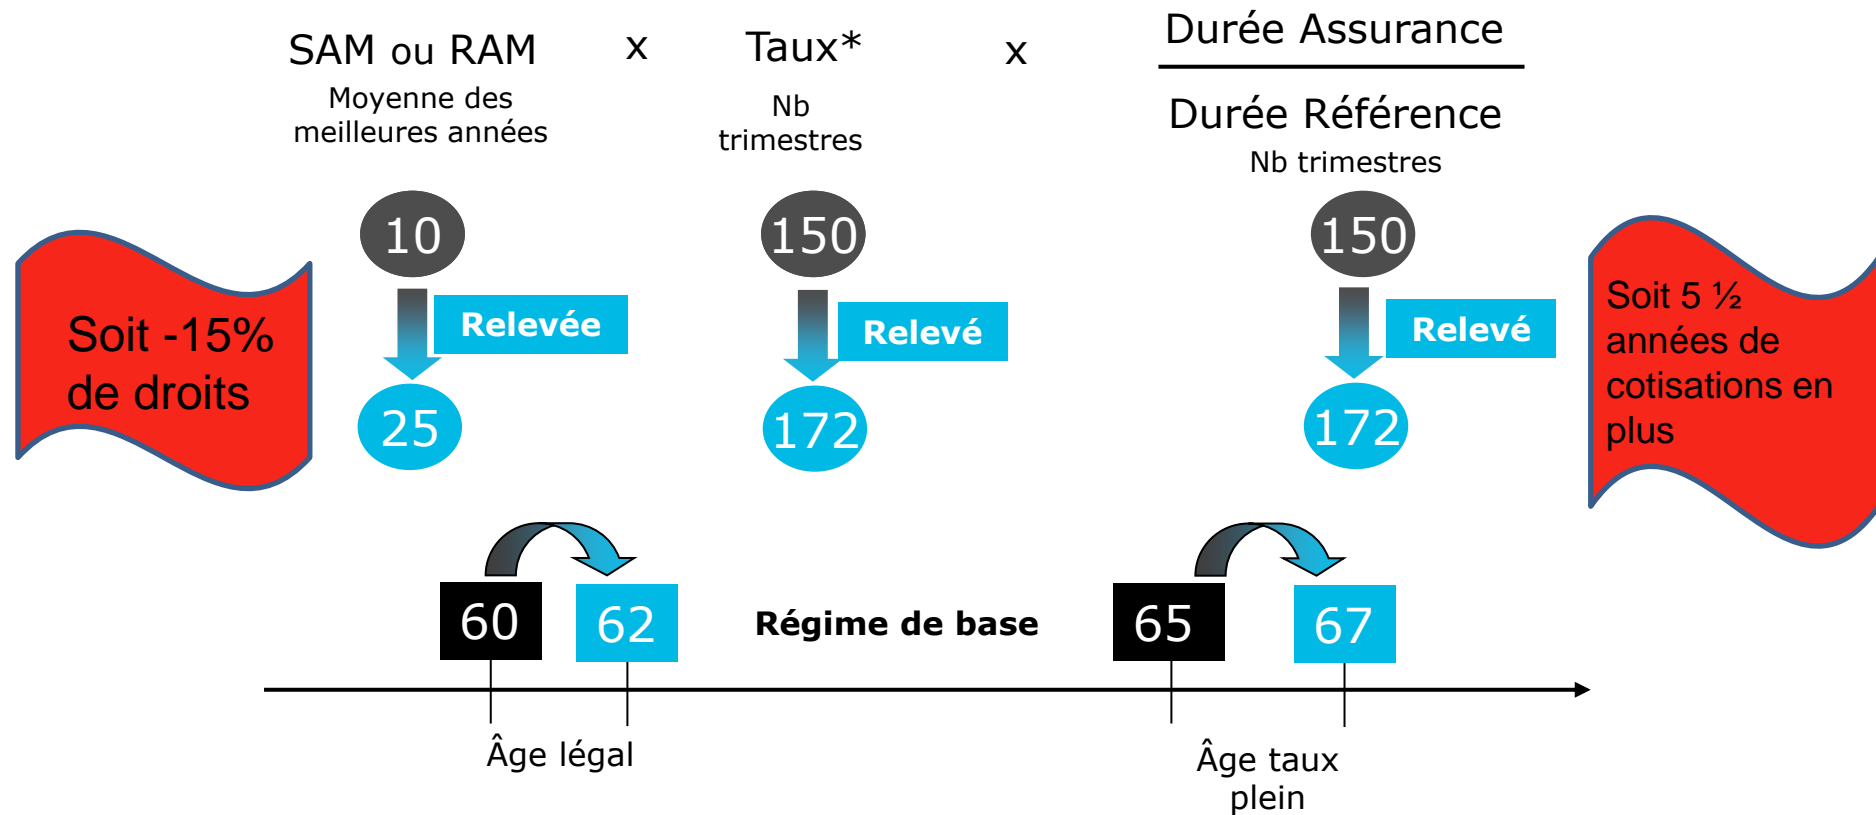 SAM ou RAM x Taux* x Durée Assurance
Durée Référence
Moyenne des
meilleures années
Nb
trimestres
Nb trimestres
10
150
150
Relevée
Relevé
Relevé
25
172
172
Soit -15%
de droits
Soit 5 ½
années de
cotisations en
plus
60
62
Régime de base
65
67
Âge légal
Âge taux
plein